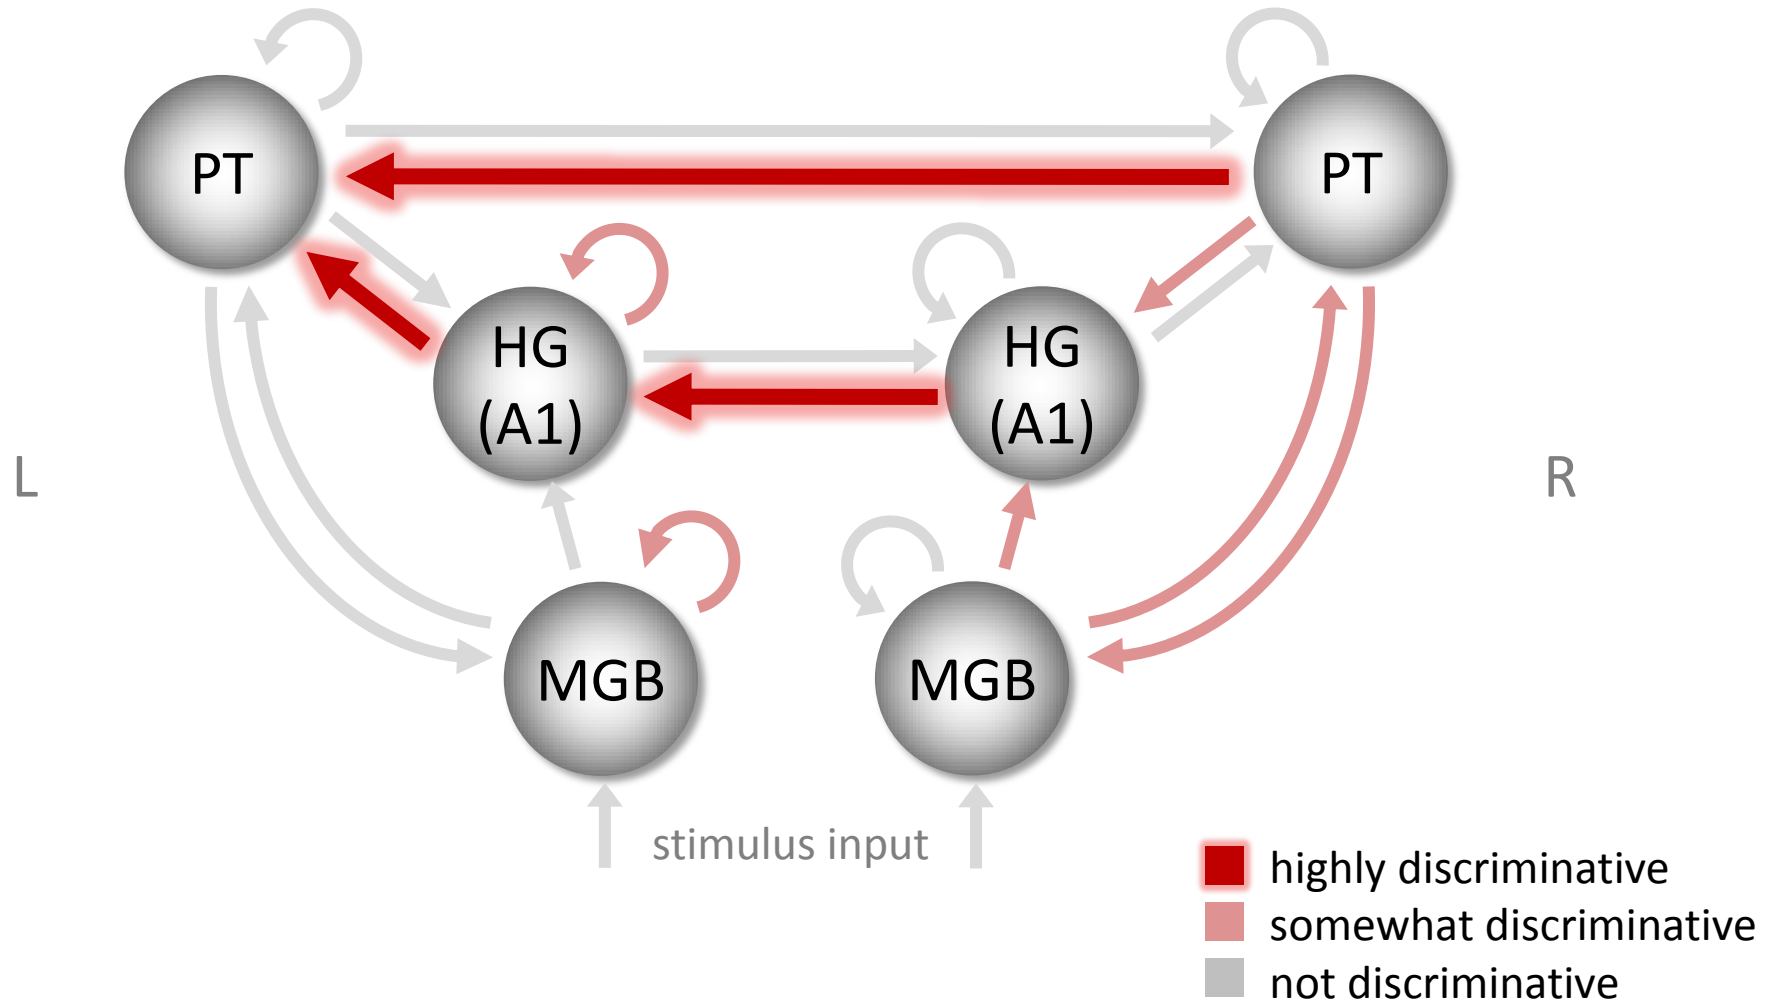 PT
PT
HG
(A1)
HG
(A1)
L
R
MGB
MGB
stimulus input
highly discriminative
somewhat discriminative
not discriminative